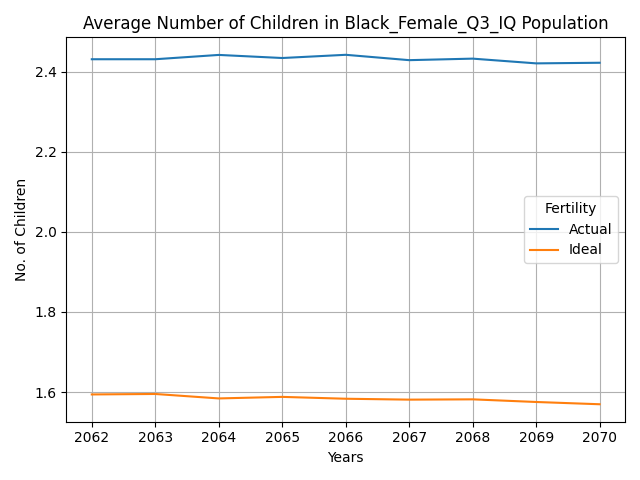 Average Number of Children in Black_Female_Q3_IQ Population
No. of Children
2.4
2.2
2.0
1.8
1.6
Fertility
Actual
Ideal
2062 2063 2064 2065 2066 2067 2068 2069 2070
Years